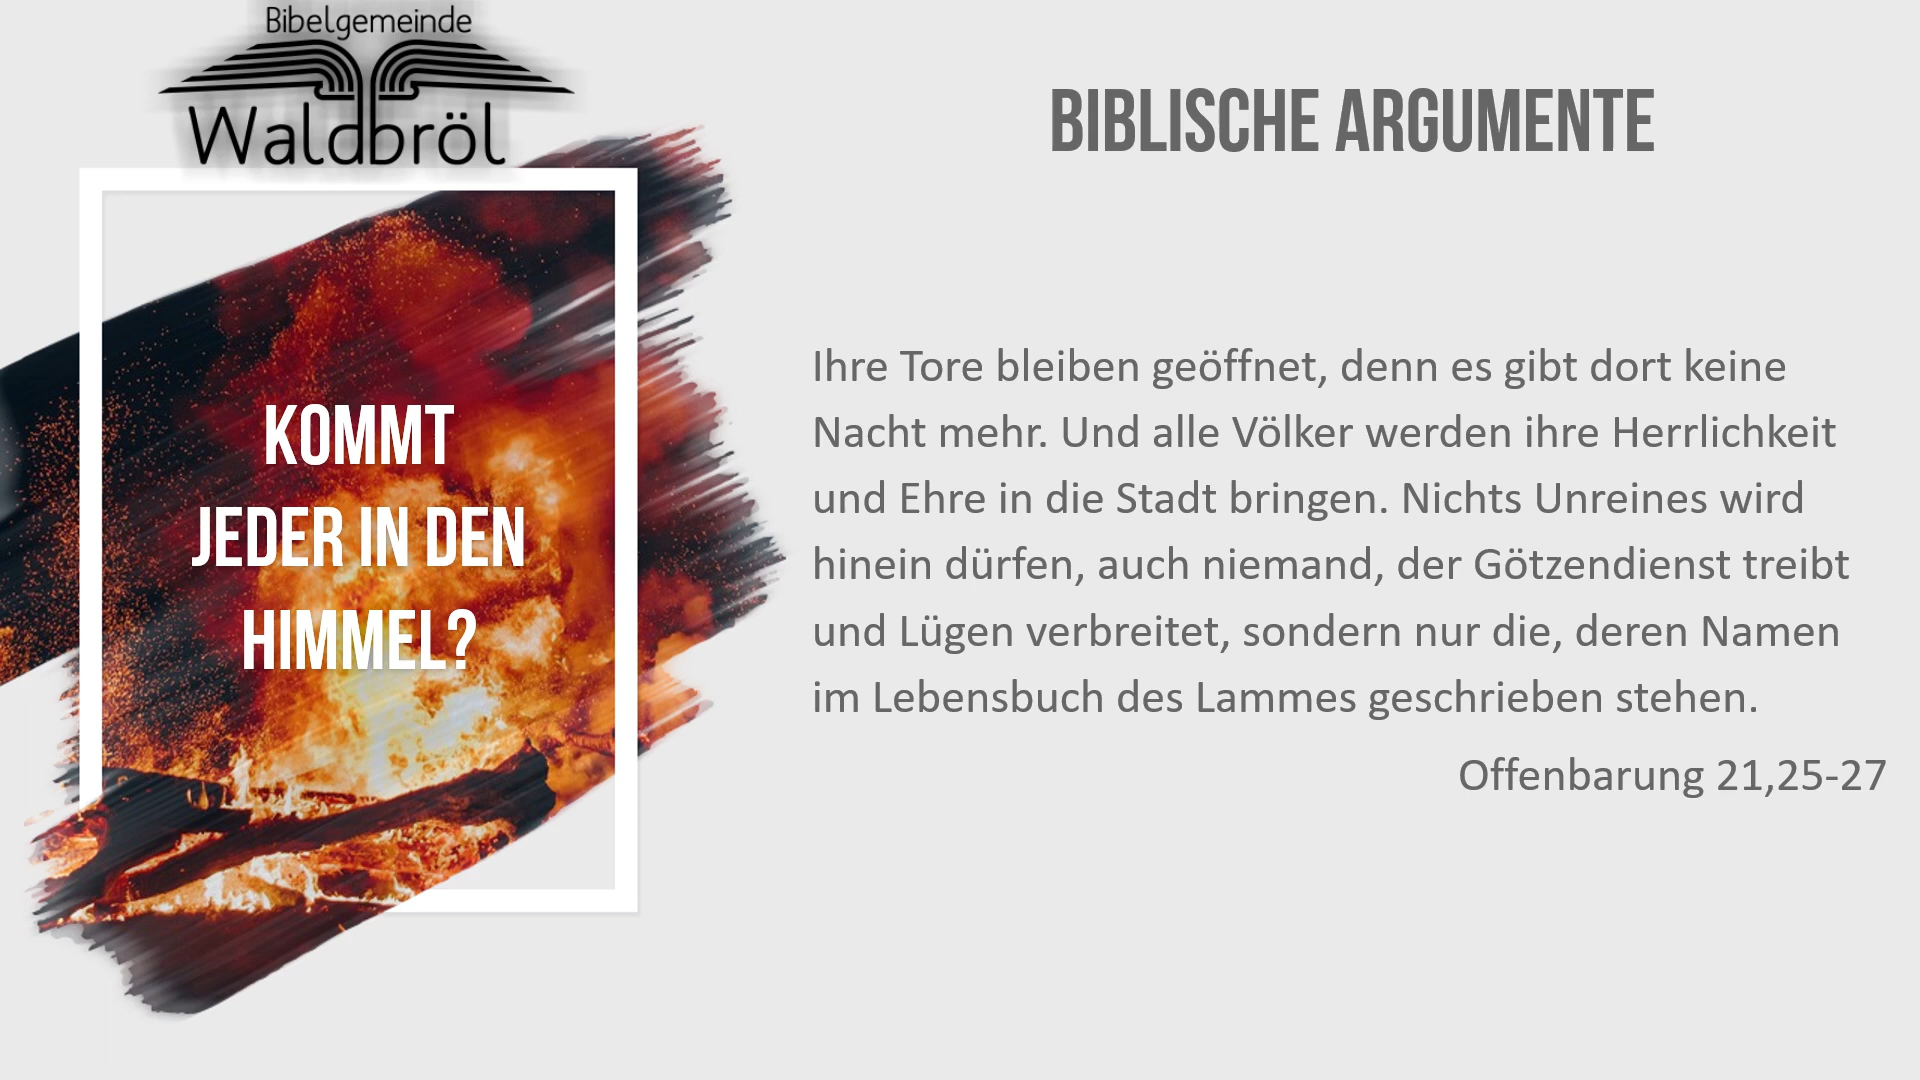 Bibelgemeinde
Waldbröl
BIBLISCHE ARGUMENTE
KOMMT
JEDER IN DEN
HIMMEL?
Ihre Tore bleiben geöffnet, denn es gibt dort keine
Nacht mehr. Und alle Völker werden ihre Herrlichkeit
und Ehre in die Stadt bringen. Nichts Unreines wird
hinein dürfen, auch niemand, der Götzendienst treibt
und Lügen verbreitet, sondern nur die, deren Namen
im Lebensbuch des Lammes geschrieben stehen.
Offenbarung 21,25-27